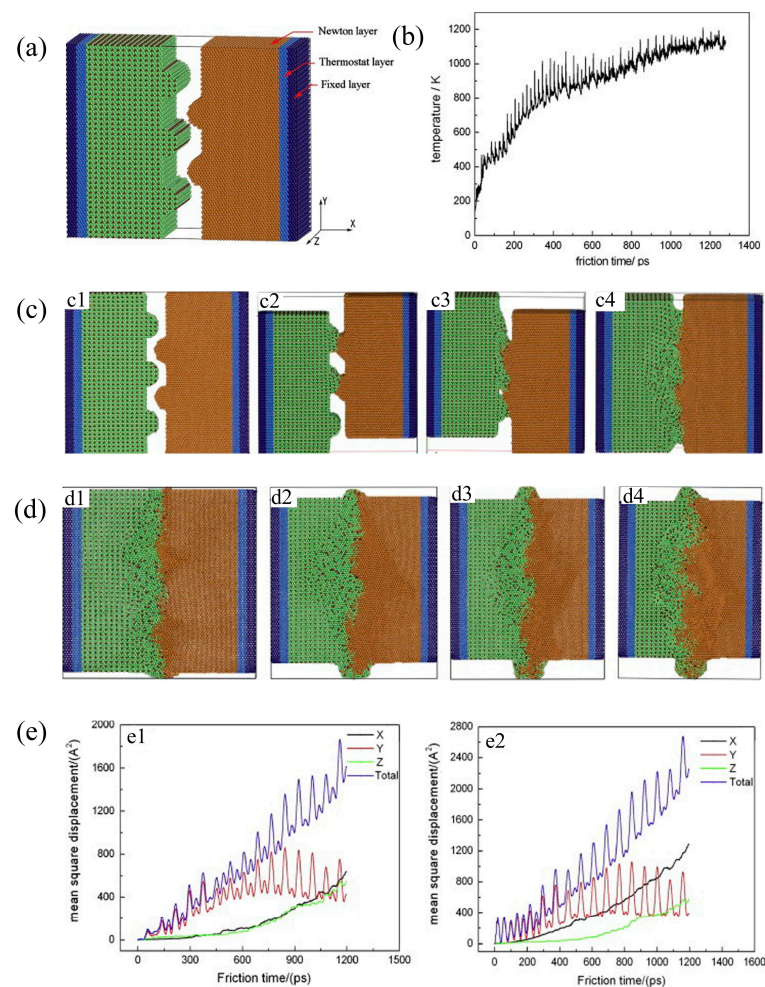 (a)
Newton layer
Thermostat layer
Fixed layer
Y
X
Z
(b)
temperature / K
1200
1000
800
600
400
200
0
0 200 400 600 800 1000 1200 1400
friction time/ ps
(c)
c1
c2
c3
c4
(d)
d1
d2
d3
d4
(e)
e1
mean square displacement/(A²)
2000
1600
1200
800
400
0
X
Y
Z
Total
0 300 600 900 1200 1500
Friction time/(ps)
e2
mean square displacement/(A²)
2800
2400
2000
1600
1200
800
400
0
X
Y
Z
Total
0 200 400 600 800 1000 1200 1400 1600
Friction time/(ps)